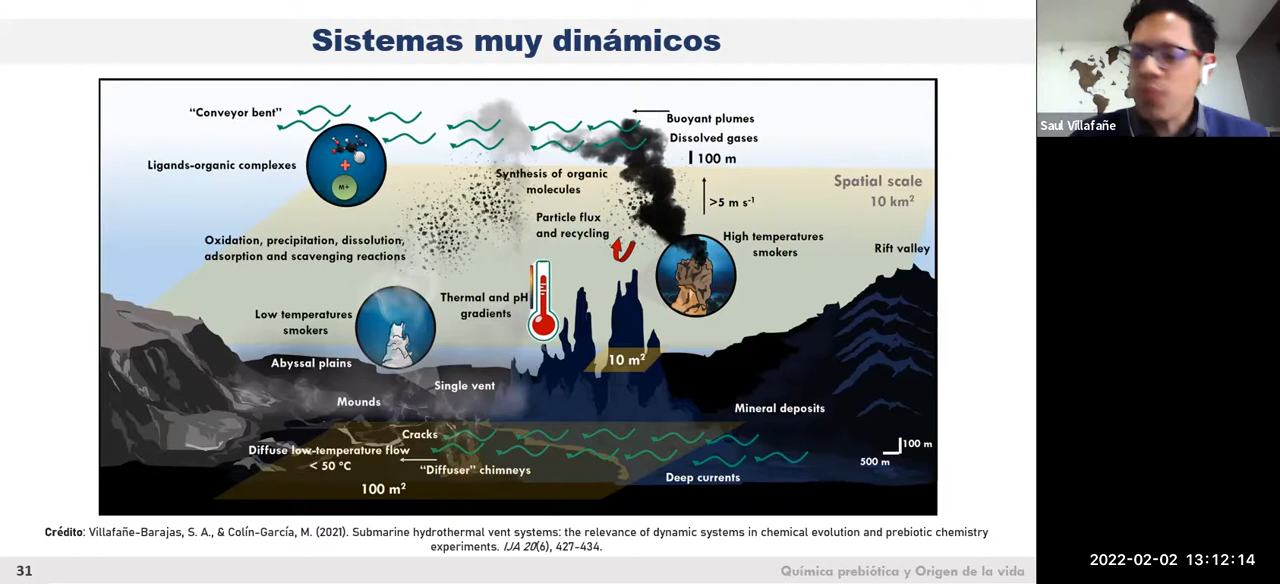 Sistemas muy dinámicos
"Conveyor bent"
Ligands-organic complexes
+
M+
Buoyant plumes
Dissolved gases
100 m
Synthesis of organic
molecules
>5 m s-1
Spatial scale
10 km²
Particle flux
and recycling
High temperatures
smokers
Rift valley
Oxidation, precipitation, dissolution,
adsorption and scavenging reactions
Thermal and pH
gradients
Low temperatures
smokers
Abyssal plains
10 m²
Single vent
Mounds
Mineral deposits
Cracks
Diffuse low-temperature flow
< 50 °C
"Diffuser" chimneys
100 m²
Deep currents
100 m
500 m
Crédito: Villafañe-Barajas, S. A., & Colín-García, M. (2021). Submarine hydrothermal vent systems: the relevance of dynamic systems in chemical evolution and prebiotic chemistry
experiments. IJA 20(6), 427-434.
31
Química prebiótica y Origen de la vida
Saul Villafañe
2022-02-02 13:12:14